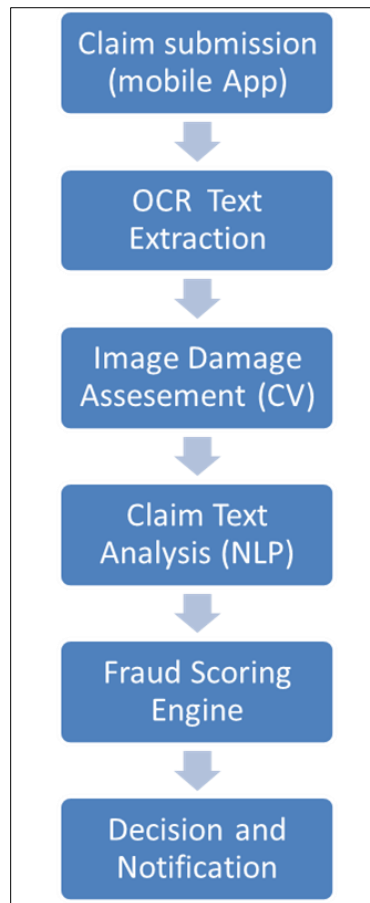 Claim submission
(mobile App)
OCR Text
Extraction
Image Damage
Assesement (CV)
Claim Text
Analysis (NLP)
Fraud Scoring
Engine
Decision and
Notification